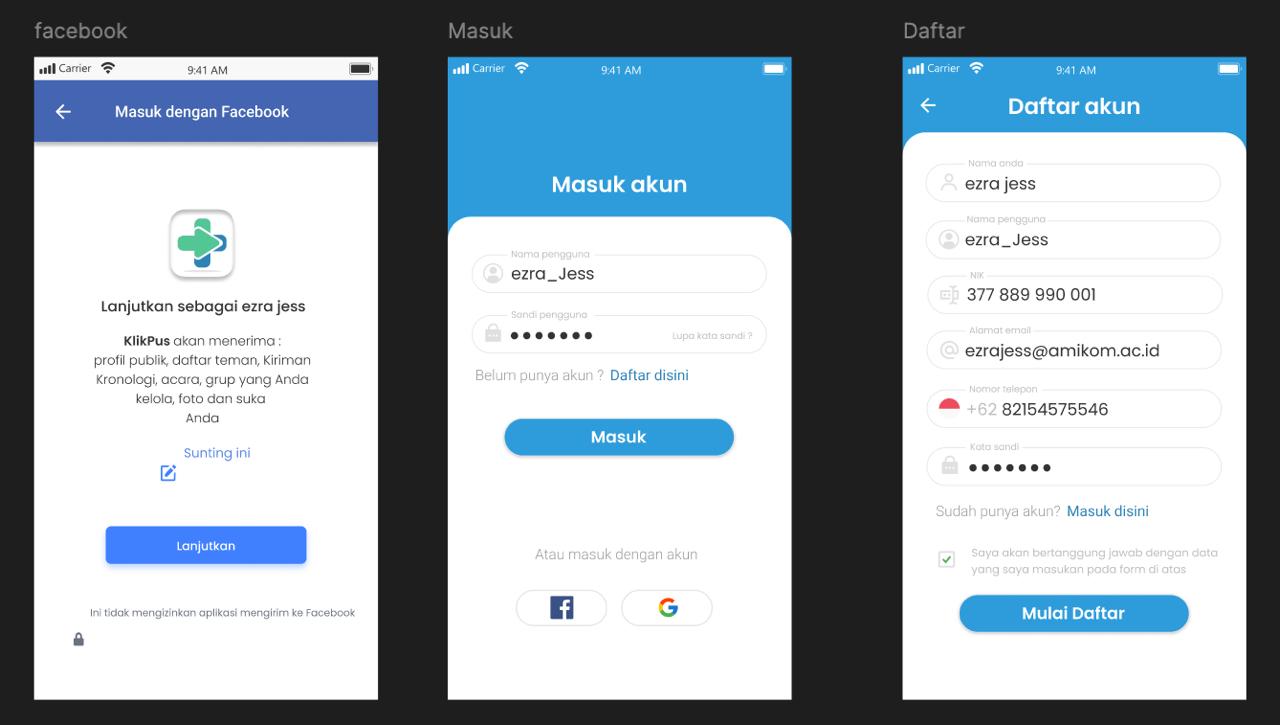 facebook
Carrier
9:41 AM
Masuk dengan Facebook
Lanjutkan sebagai ezra jess
KlikPus akan menerima :
profil publik, daftar teman, Kiriman
Kronologi, acara, grup yang Anda
kelola, foto dan suka
Anda
Sunting ini
Lanjutkan
Ini tidak mengizinkan aplikasi mengirim ke Facebook
Masuk
Carrier
9:41 AM
Masuk akun
Nama pengguna
ezra_Jess
Sandi pengguna
Lupa kata sandi ?
Belum punya akun ? Daftar disini
Masuk
Atau masuk dengan akun
Daftar
Carrier
9:41 AM
Daftar akun
Nama anda
ezra jess
Nama pengguna
ezra_Jess
NIK
377 889 990 001
Alamat email
ezrajess@amikom.ac.id
Nomor telepon
+62 82154575546
Kata sandi
Sudah punya akun? Masuk disini
Saya akan bertanggung jawab dengan data
yang saya masukan pada form di atas
Mulai Daftar